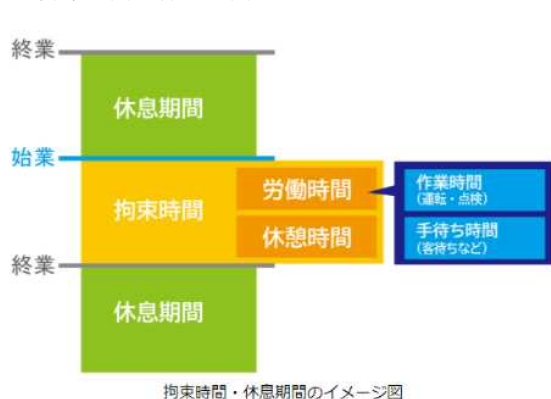 終業
休息期間
始業
拘束時間
労働時間
休憩時間
作業時間
(運転・点検)
手待ち時間
(客待ちなど)
終業
休息期間
拘束時間・休息期間のイメージ図